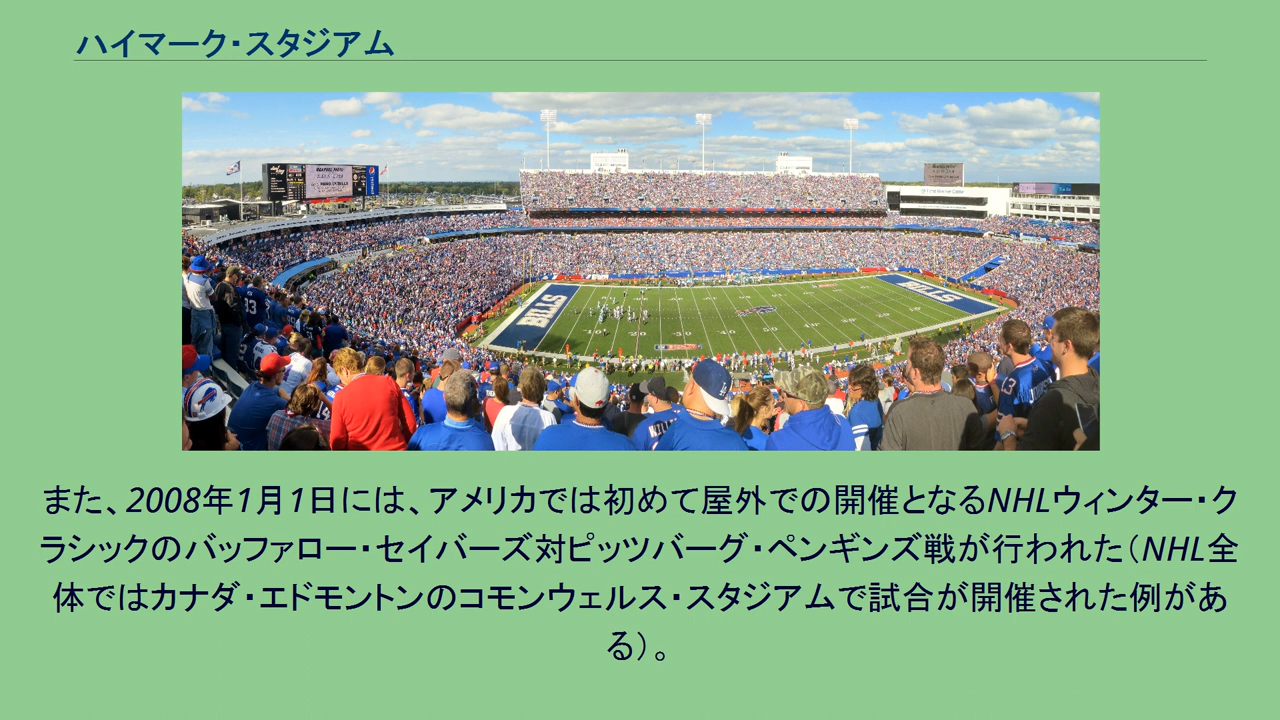 ハイマーク・スタジアム
BILLS
BILLS
また、2008年1月1日には、アメリカでは初めて屋外での開催となるNHLウィンター・ク
ラシックのバッファロー・セイバーズ対ピッツバーグ・ペンギンズ戦が行われた（NHL全
体ではカナダ・エドモントンのコモンウェルス・スタジアムで試合が開催された例があ
る）。